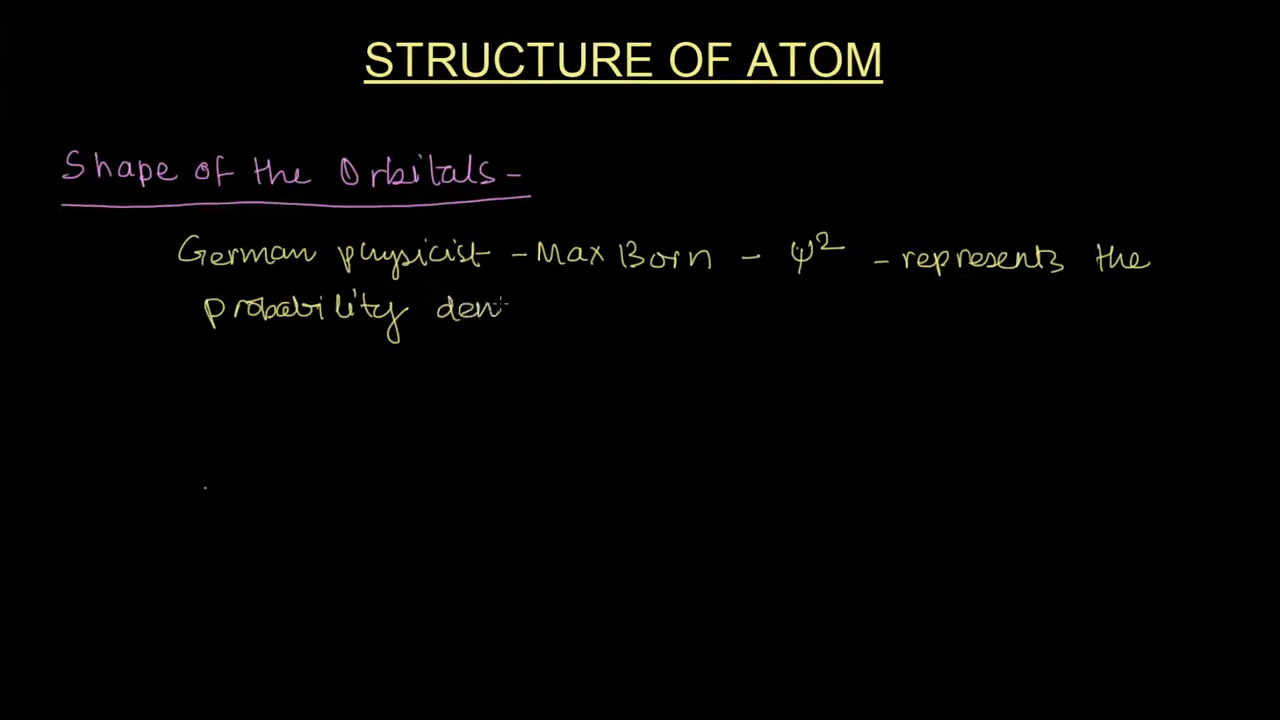 STRUCTURE OF ATOM
Shape of the Orbitals -
German physicist - Max Born - ψ² - represents the
probability den